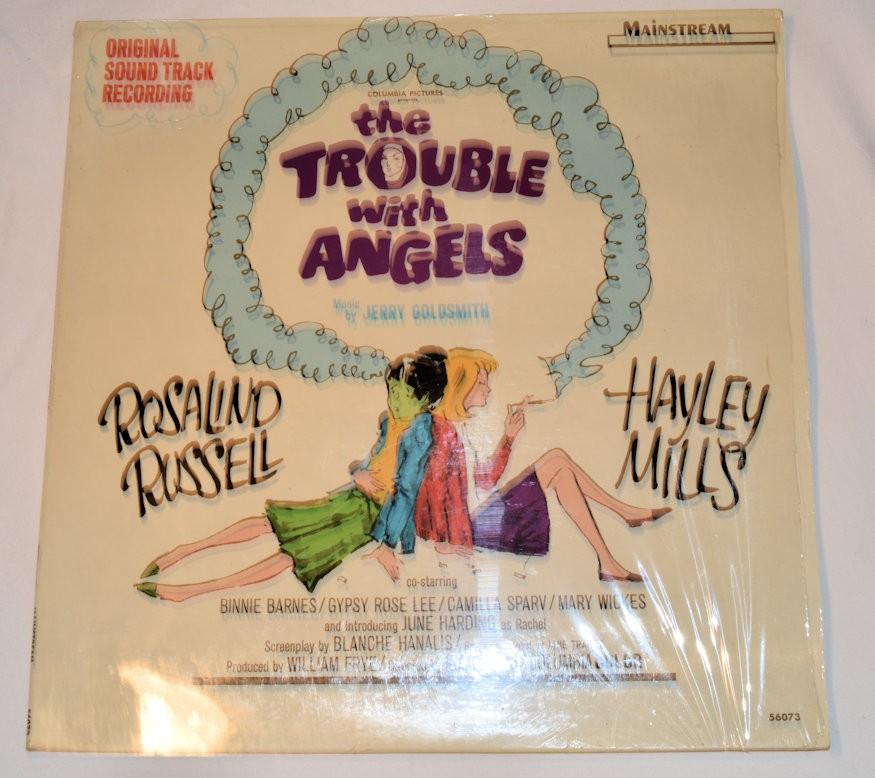 ORIGINAL
SOUND TRACK
RECORDING
MAINSTREAM
COLUMBIA PICTURES
presents
the
TROUBLE
with
ANGELS
Music by JERRY GOLDSMITH
ROSALIND
RUSSELL
HAYLEY
MILLS
co-starring
BINNIE BARNES/GYPSY ROSE LEE/CAMILLA SPARV/MARY WICKES
and introducing JUNE HARDING as Rachel
Screenplay by BLANCHE HANALIS/
Produced by WILLIAM FRYE/ COLUMBIACOLOR
56073